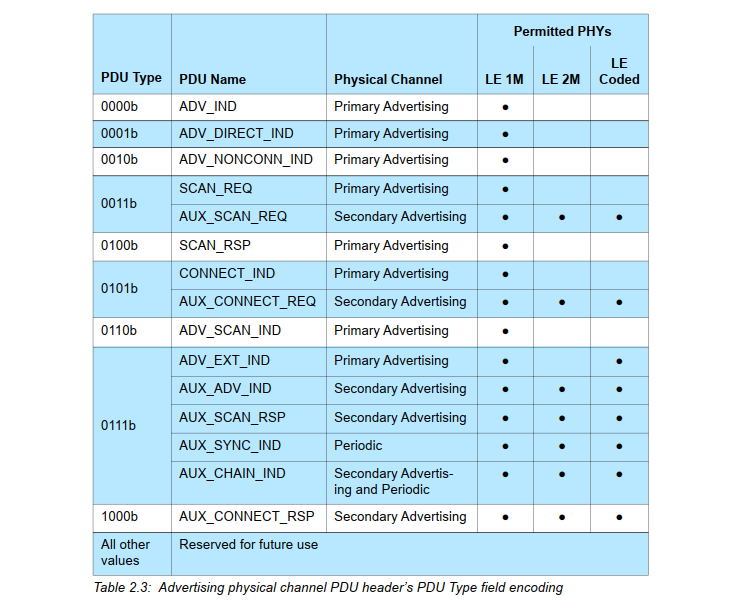 Permitted PHYs
PDU Type PDU Name Physical Channel LE 1M LE 2M LE Coded
0000b ADV_IND Primary Advertising ●
0001b ADV_DIRECT_IND Primary Advertising ●
0010b ADV_NONCONN_IND Primary Advertising ●
0011b SCAN_REQ Primary Advertising ●
AUX_SCAN_REQ Secondary Advertising ● ● ●
0100b SCAN_RSP Primary Advertising ●
0101b CONNECT_IND Primary Advertising ●
AUX_CONNECT_REQ Secondary Advertising ● ● ●
0110b ADV_SCAN_IND Primary Advertising ●
0111b ADV_EXT_IND Primary Advertising ● ●
AUX_ADV_IND Secondary Advertising ● ● ●
AUX_SCAN_RSP Secondary Advertising ● ● ●
AUX_SYNC_IND Periodic ● ● ●
AUX_CHAIN_IND Secondary Advertis-
ing and Periodic ● ● ●
1000b AUX_CONNECT_RSP Secondary Advertising ● ● ●
All other
values Reserved for future use
Table 2.3: Advertising physical channel PDU header's PDU Type field encoding